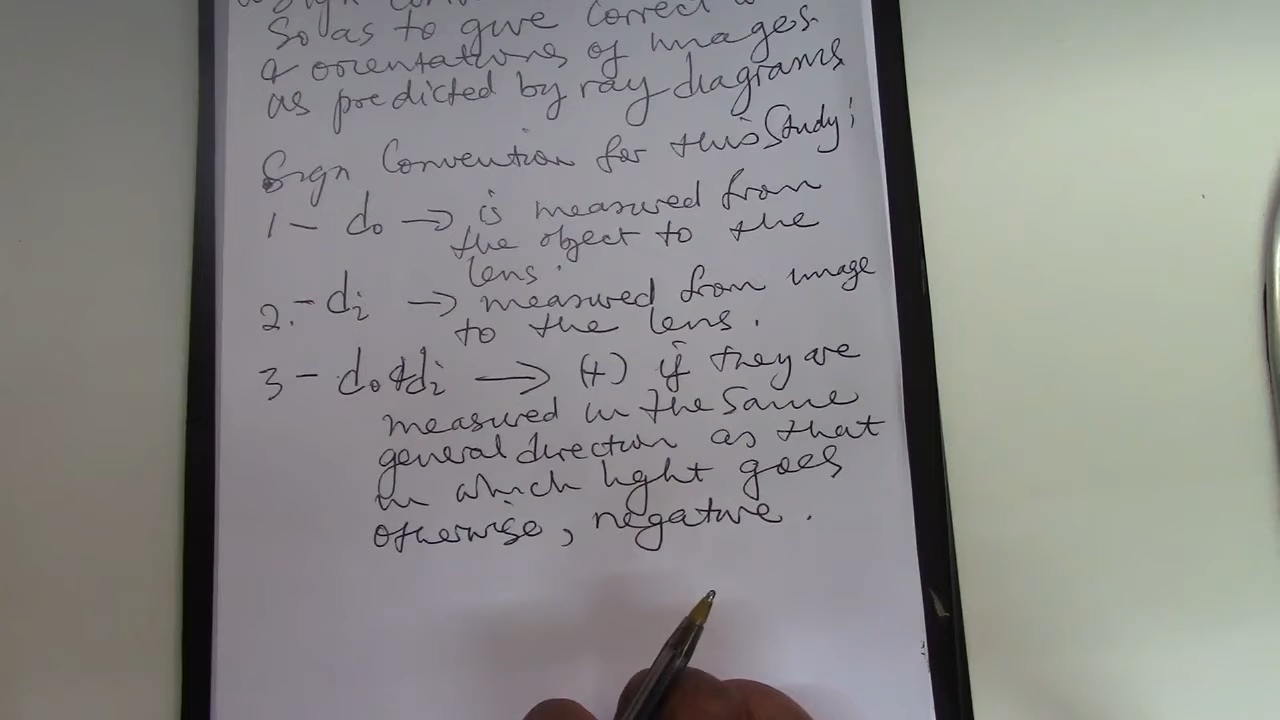 So as to give correct
& orientations of images
as predicted by ray diagrams
Sign Convention for this Study;
1 - do → is measured from
the object to the
lens.
2. - di → measured from image
to the lens.
3 - do & di → (+) if they are
measured in the same
general direction as that
in which light goes
otherwise, negative.